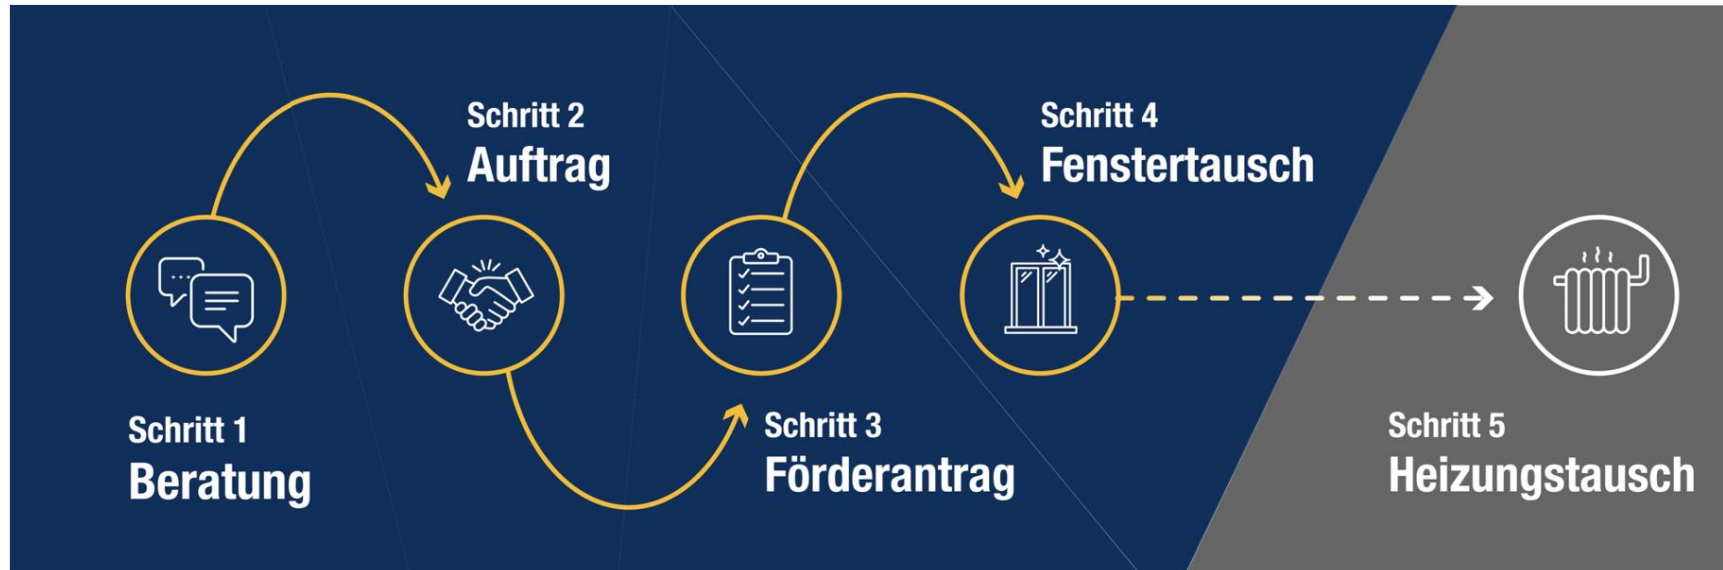 Schritt 1
Beratung
Schritt 2
Auftrag
Schritt 3
Förderantrag
Schritt 4
Fenstertausch
Schritt 5
Heizungstausch